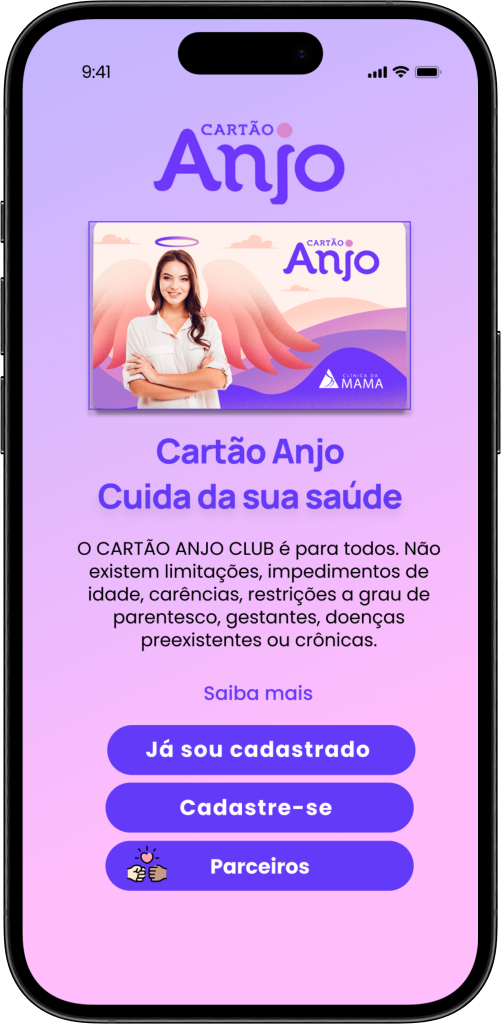 9:41
CARTÃO
Anjo
CARTÃO
Anjo
CLÍNICA DA
MAMA
Cartão Anjo
Cuida da sua saúde
O CARTÃO ANJO CLUB é para todos. Não
existem limitações, impedimentos de
idade, carências, restrições a grau de
parentesco, gestantes, doenças
preexistentes ou crônicas.
Saiba mais
Já sou cadastrado
Cadastre-se
Parceiros